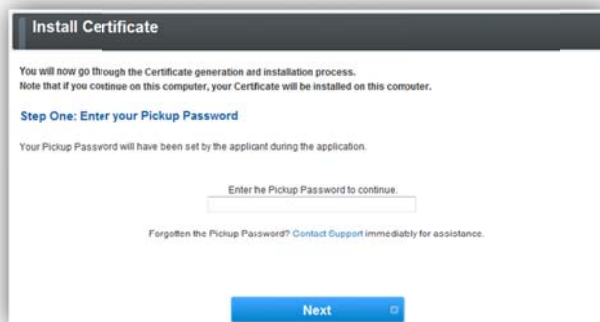 Install Certificate
You will now go through the Certificate generation and installation process.
Note that if you continue on this computer, your Certificate will be installed on this computer.
Step One: Enter your Pickup Password
Your Pickup Password will have been set by the applicant during the application.
Enter the Pickup Password to continue.
Forgotten the Pickup Password? Contact Support immediately for assistance.
Next